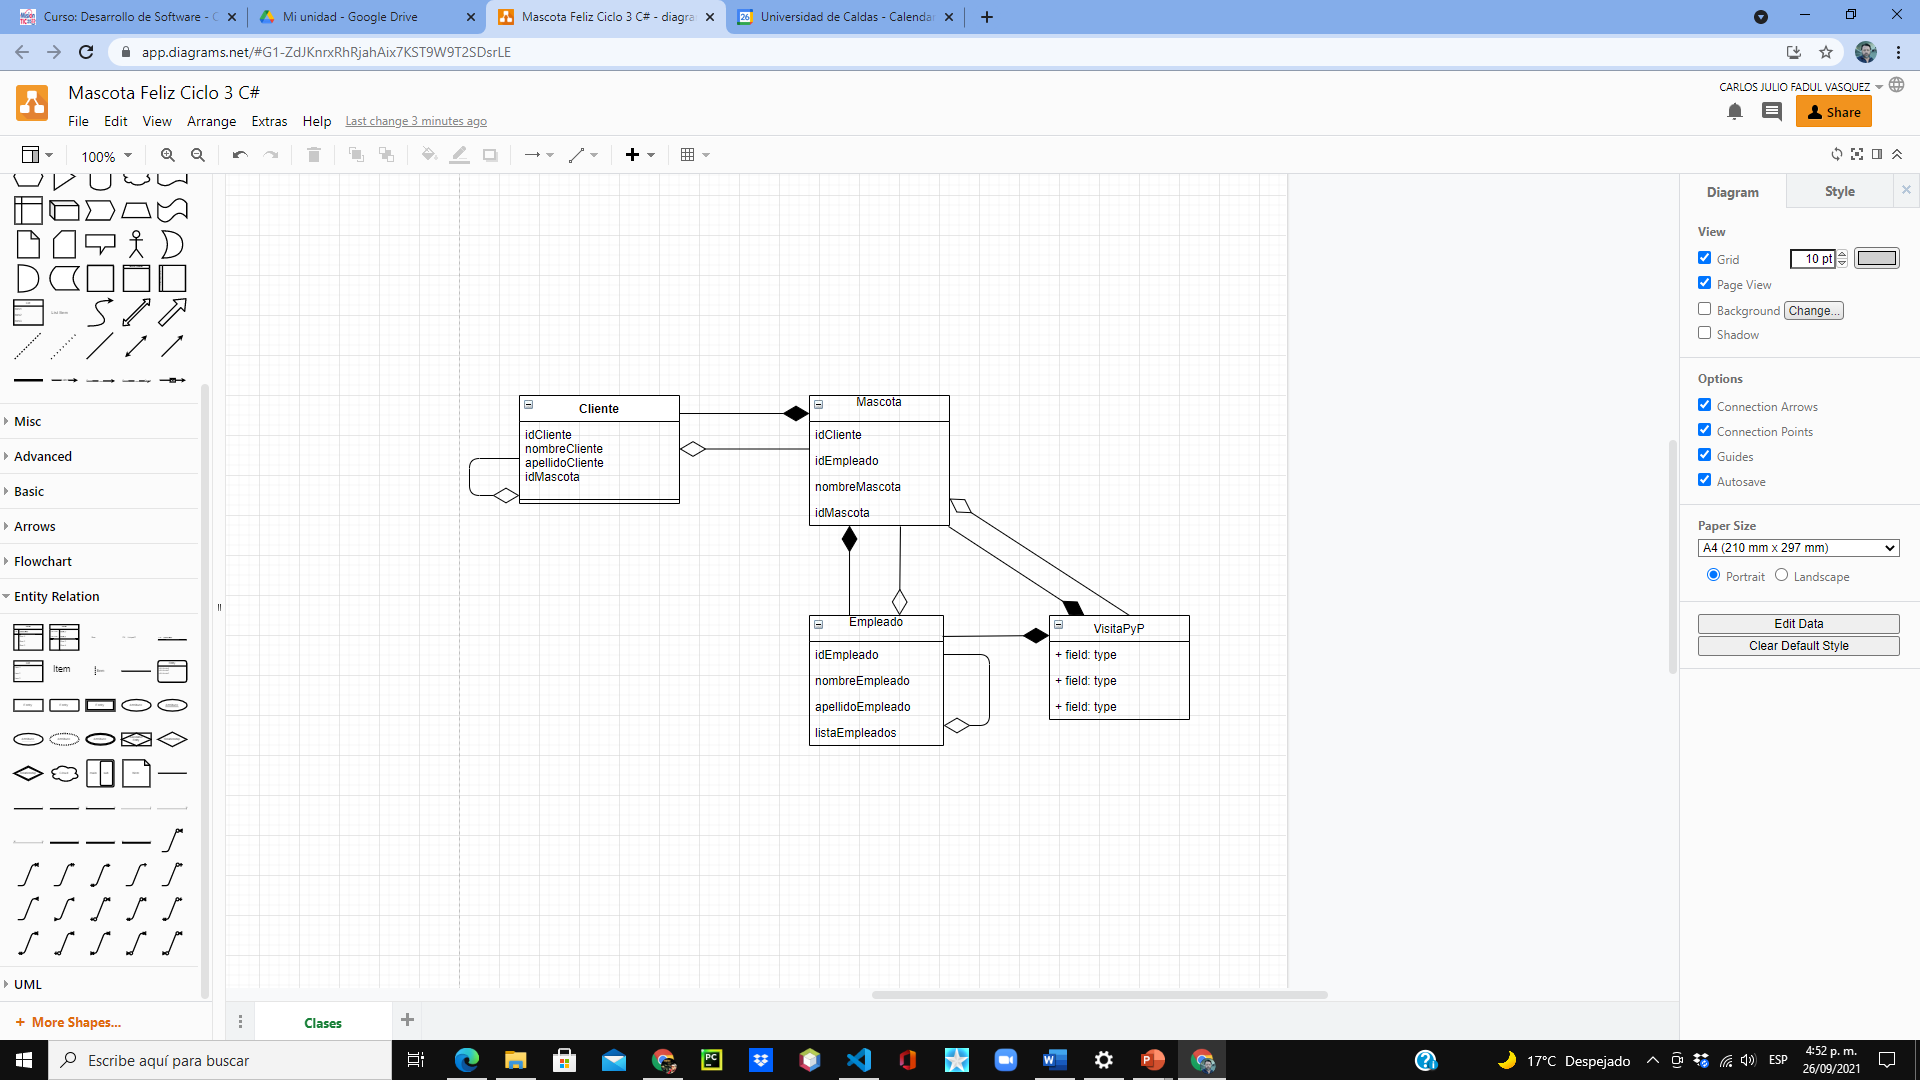 Curso: Desarrollo de Software - C
Mi unidad - Google Drive
Mascota Feliz Ciclo 3 C# - diagra
Universidad de Caldas - Calendar
app.diagrams.net/#G1-ZdJKnrxRhRjahAix7KST9W9T2SDsrLE
Mascota Feliz Ciclo 3 C#
CARLOS JULIO FADUL VASQUEZ
File Edit View Arrange Extras Help Last change 3 minutes ago
Share
100%
Diagram Style
View
Grid 10 pt
Page View
Background Change...
Shadow
Options
Connection Arrows
Connection Points
Guides
Autosave
Paper Size
A4 (210 mm x 297 mm)
Portrait Landscape
Edit Data
Clear Default Style
Misc
Advanced
Basic
Arrows
Flowchart
Entity Relation
Item
UML
+ More Shapes...
Cliente
idCliente
nombreCliente
apellidoCliente
idMascota
Mascota
idCliente
idEmpleado
nombreMascota
idMascota
Empleado
idEmpleado
nombreEmpleado
apellidoEmpleado
listaEmpleados
VisitaPyP
+ field: type
+ field: type
+ field: type
Clases
Escribe aquí para buscar
17°C Despejado
ESP
4:52 p. m.
26/09/2021